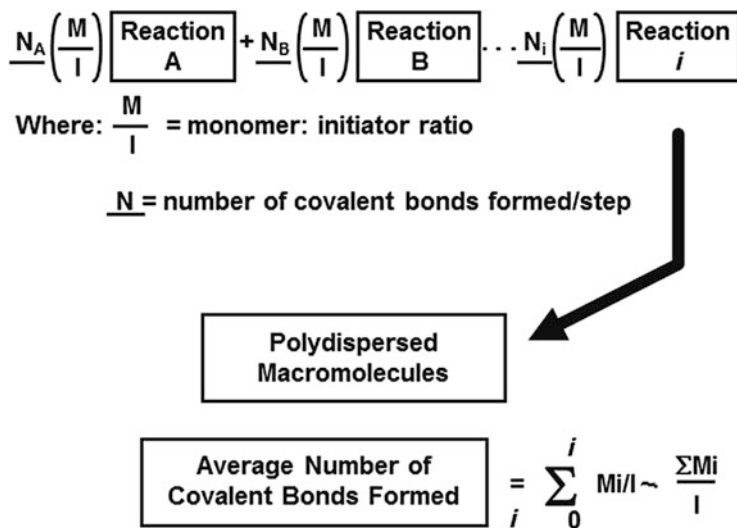 N_A (M/I) Reaction A + N_B (M/I) Reaction B ... N_i (M/I) Reaction i
Where: M/I = monomer: initiator ratio
N = number of covalent bonds formed/step
Polydispersed
Macromolecules
Average Number of
Covalent Bonds Formed = i ∑ i 0 Mi/I ~ ΣMi/I